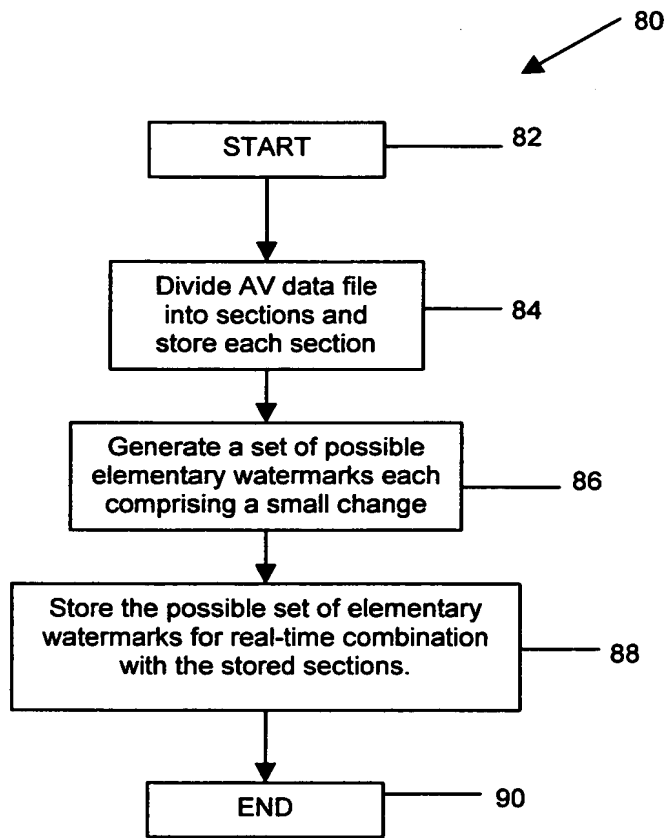 80
START
82
Divide AV data file
into sections and
store each section
84
Generate a set of possible
elementary watermarks each
comprising a small change
86
Store the possible set of elementary
watermarks for real-time combination
with the stored sections.
88
END
90